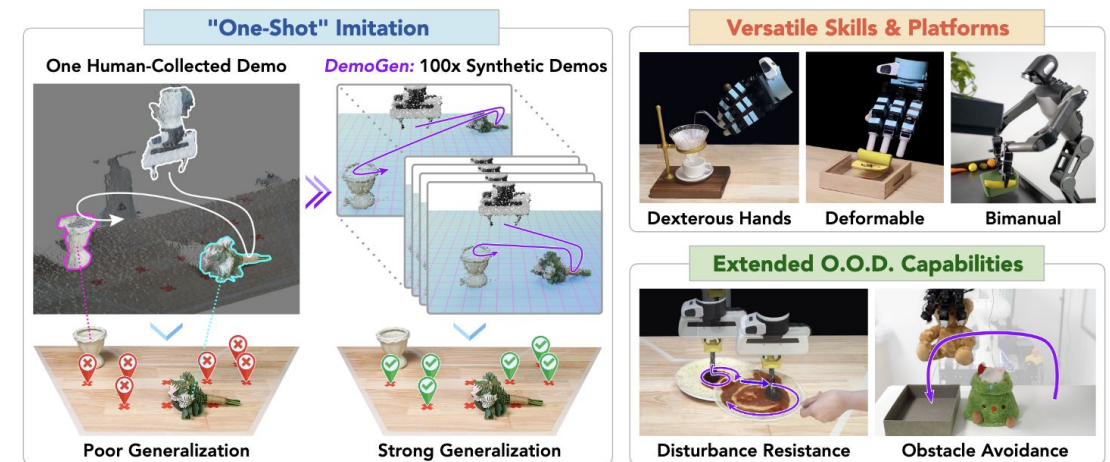 "One-Shot" Imitation
One Human-Collected Demo
DemoGen: 100x Synthetic Demos
Poor Generalization
Strong Generalization
Versatile Skills & Platforms
Dexterous Hands
Deformable
Bimanual
Extended O.O.D. Capabilities
Disturbance Resistance
Obstacle Avoidance